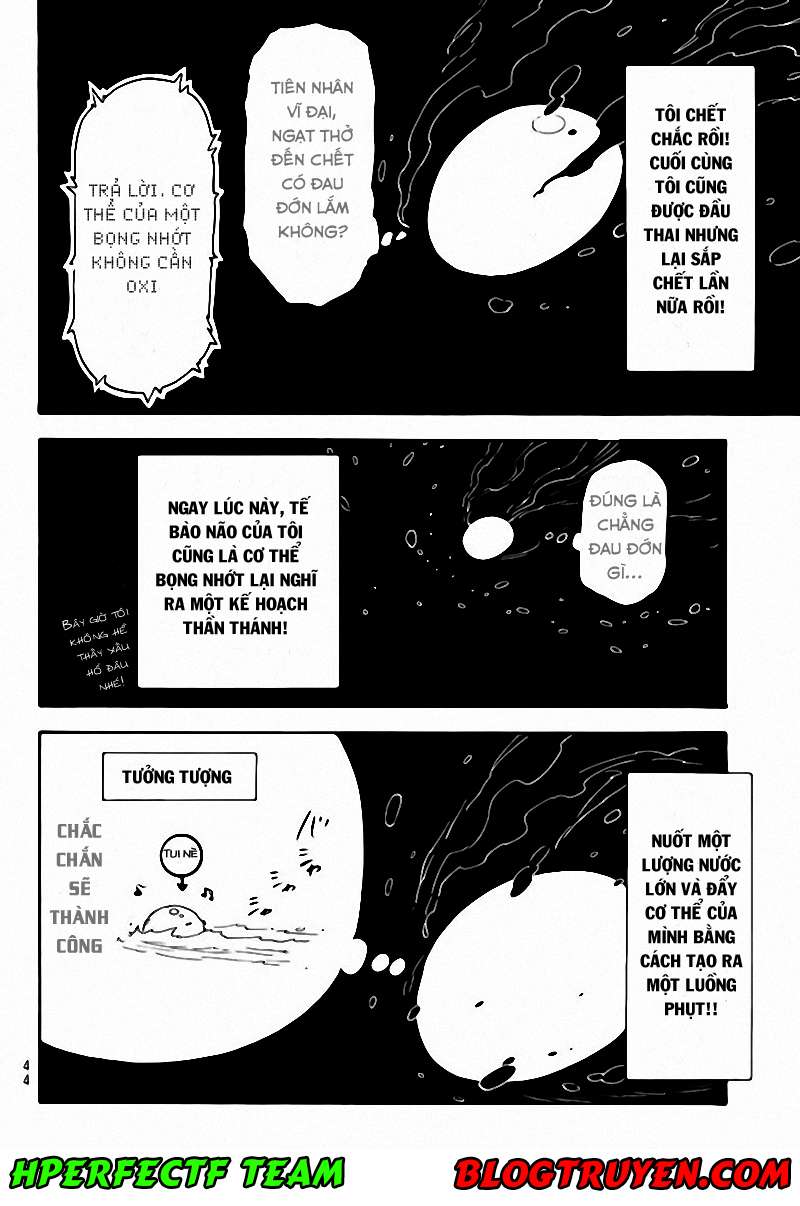 TÔI CHẾT
CHẮC RỒI!
CUỐI CÙNG
TÔI CŨNG
ĐƯỢC ĐẦU
THAI NHƯNG
LẠI SẮP
CHẾT LẦN
NỮA RỒI!
TIÊN NHÂN
VĨ ĐẠI,
NGẠT THỞ
ĐẾN CHẾT
CÓ ĐAU
ĐỚN LẮM
KHÔNG?
TRẢ LỜI. CƠ
THỂ CỦA MỘT
BỌNG NHỚT
KHÔNG CẦN
OXI
ĐÚNG LÀ
CHẲNG
ĐAU ĐỚN
GÌ...
NGAY LÚC NÀY, TẾ
BÀO NÃO CỦA TÔI
CŨNG LÀ CƠ THỂ
BỌNG NHỚT LẠI NGHĨ
RA MỘT KẾ HOẠCH
THẦN THÁNH!
BÂY GIỜ TÔI
KHÔNG HỀ
THẤY XẤU
HỔ ĐÂU
NHÉ!
NUỐT MỘT
LƯỢNG NƯỚC
LỚN VÀ ĐẨY
CƠ THỂ CỦA
MÌNH BẰNG
CÁCH TẠO RA
MỘT LUỒNG
PHỤT!!
TƯỞNG TƯỢNG
CHẮC
CHẮN
SẼ
THÀNH
CÔNG
TUI NÈ
44
HPERFECTF TEAM
BLOGTRUYEN.COM